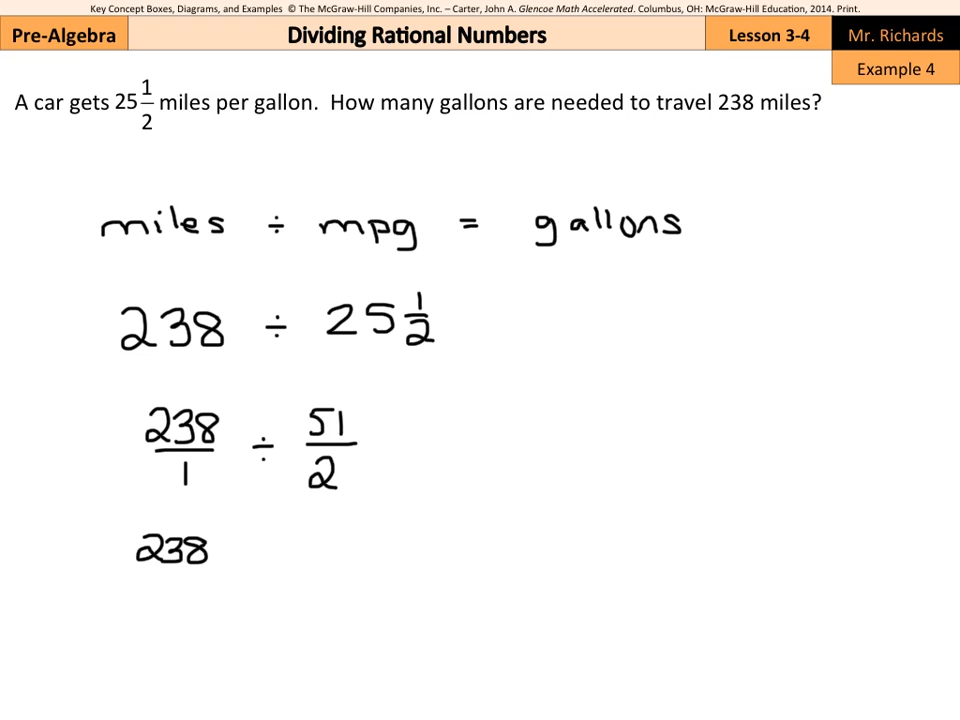 Key Concept Boxes, Diagrams, and Examples © The McGraw-Hill Companies, Inc. – Carter, John A. Glencoe Math Accelerated. Columbus, OH: McGraw-Hill Education, 2014. Print.
Pre-Algebra Dividing Rational Numbers Lesson 3-4 Mr. Richards
Example 4
A car gets 25 1/2 miles per gallon. How many gallons are needed to travel 238 miles?
miles ÷ mpg = gallons
238 ÷ 25 1/2
238/1 ÷ 51/2
238